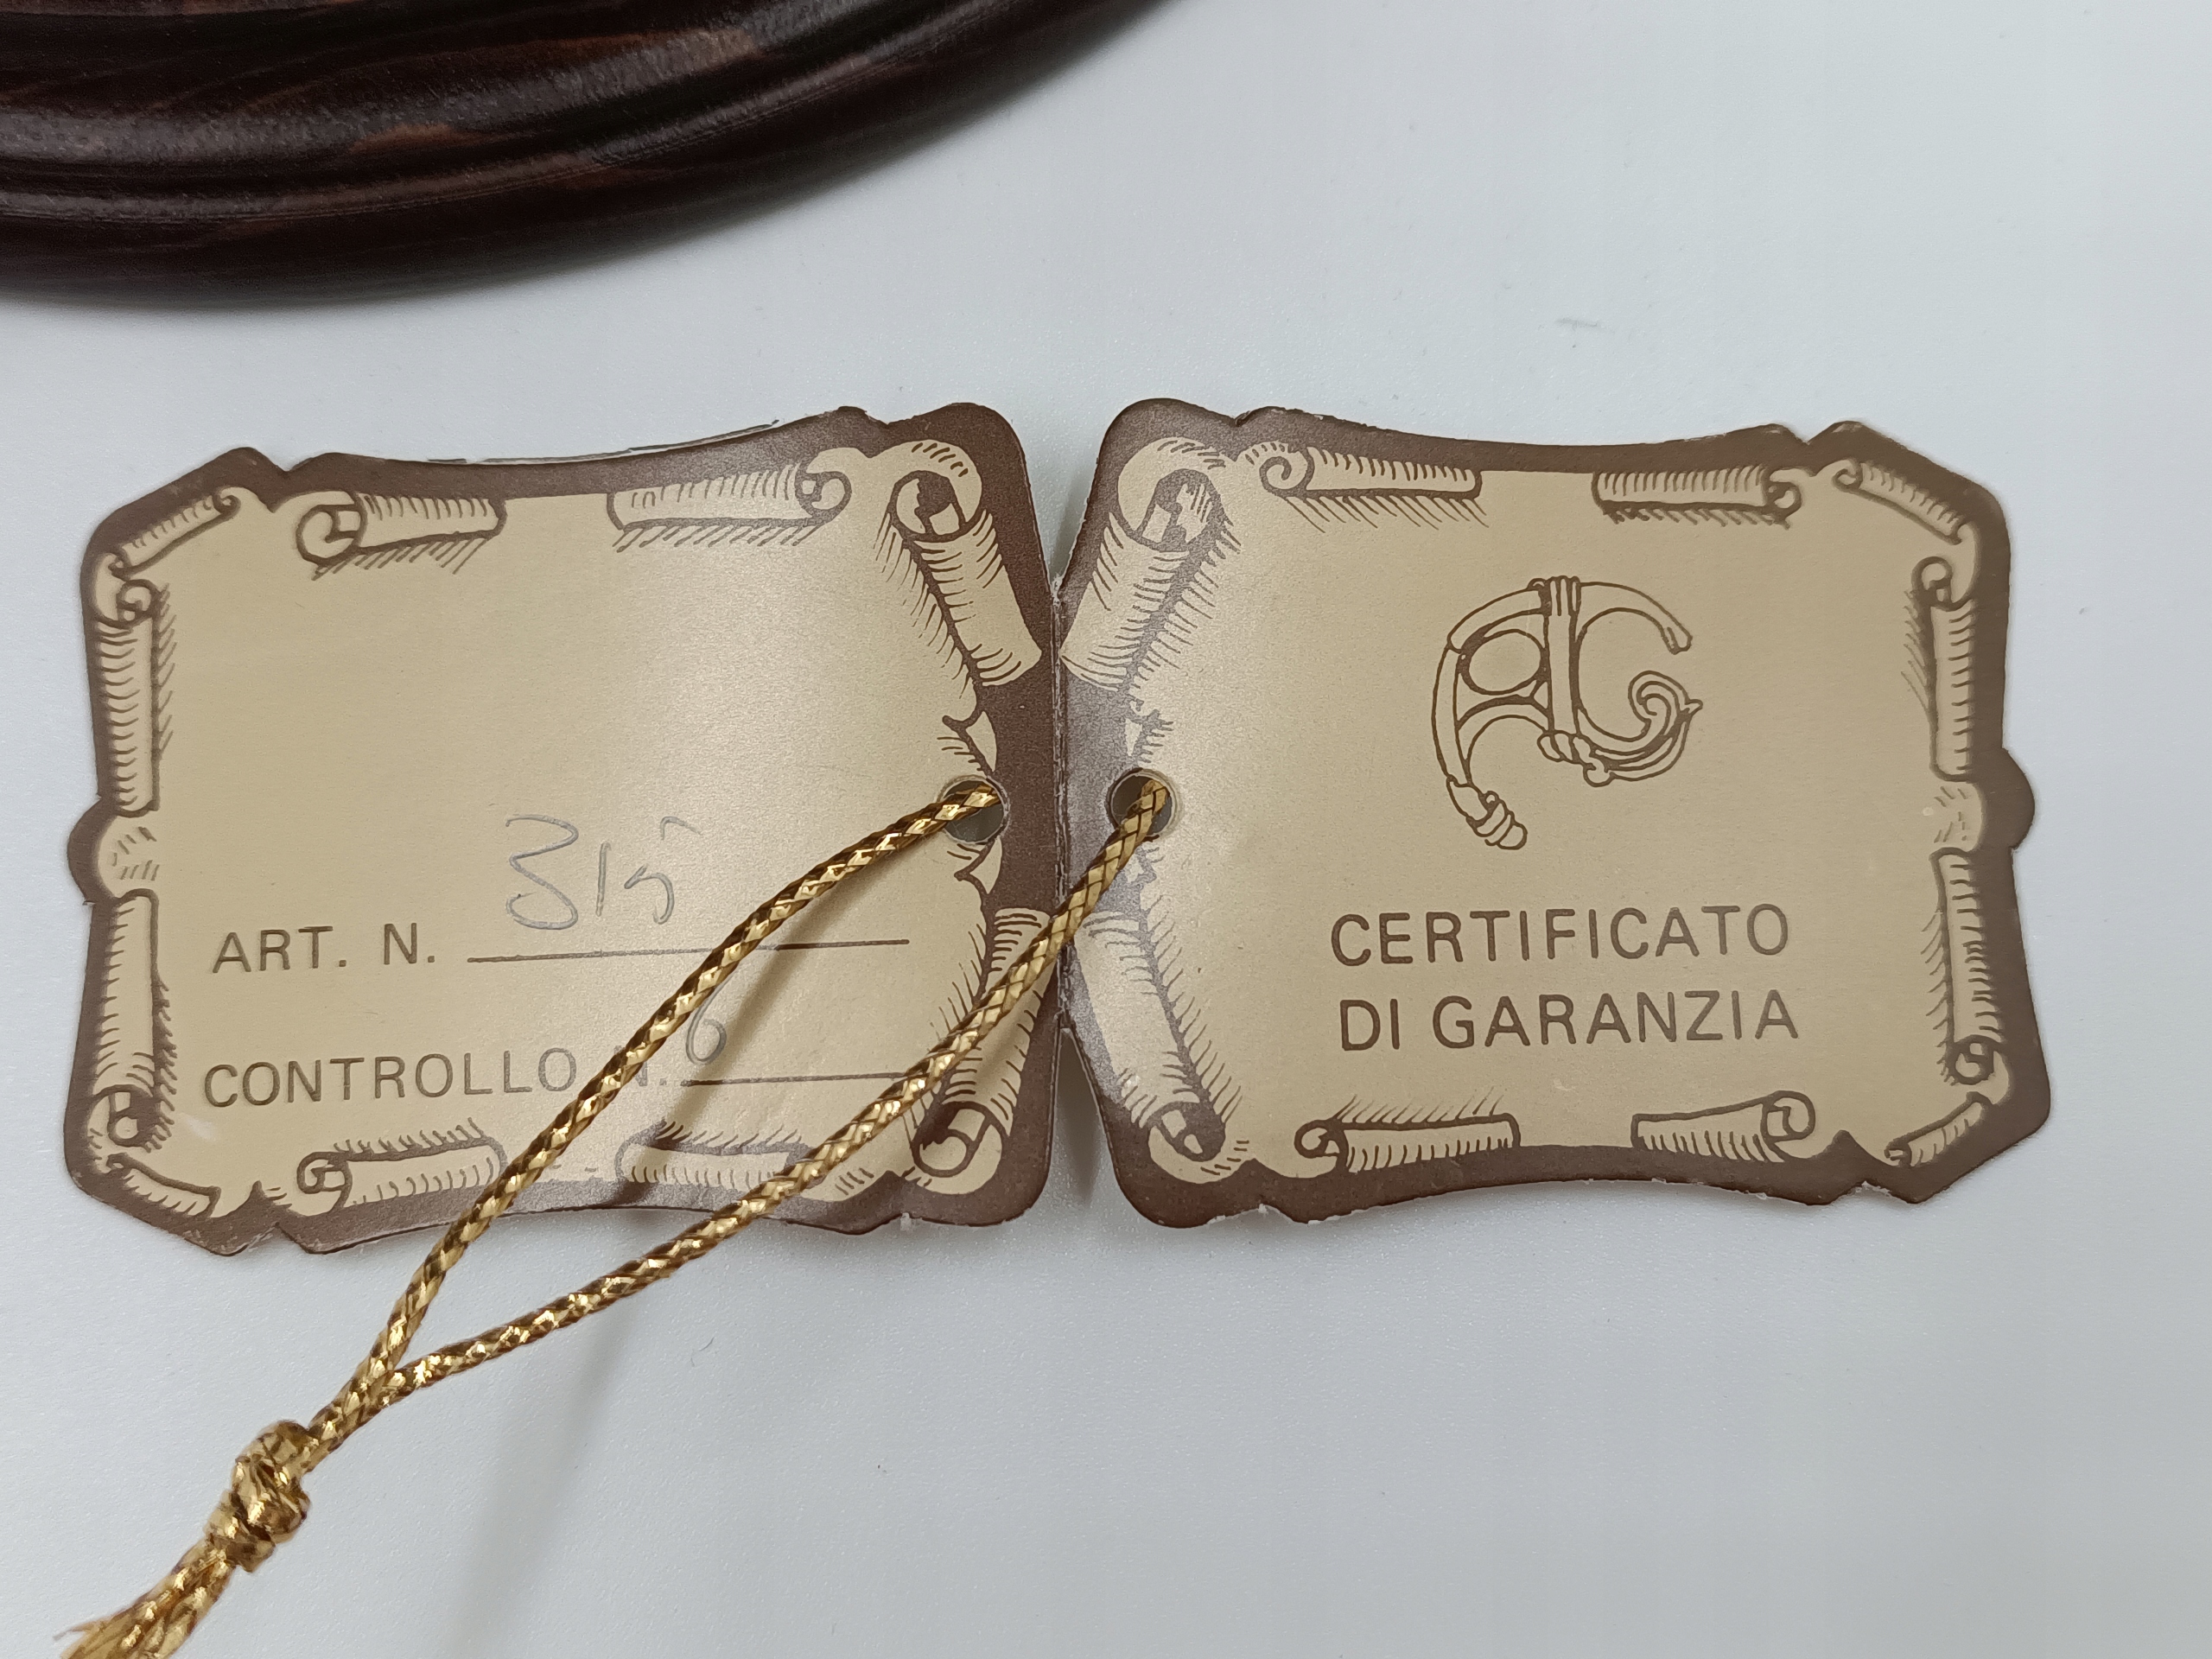 ART. N. 315
CONTROLLO N. 6
CERTIFICATO
DI GARANZIA